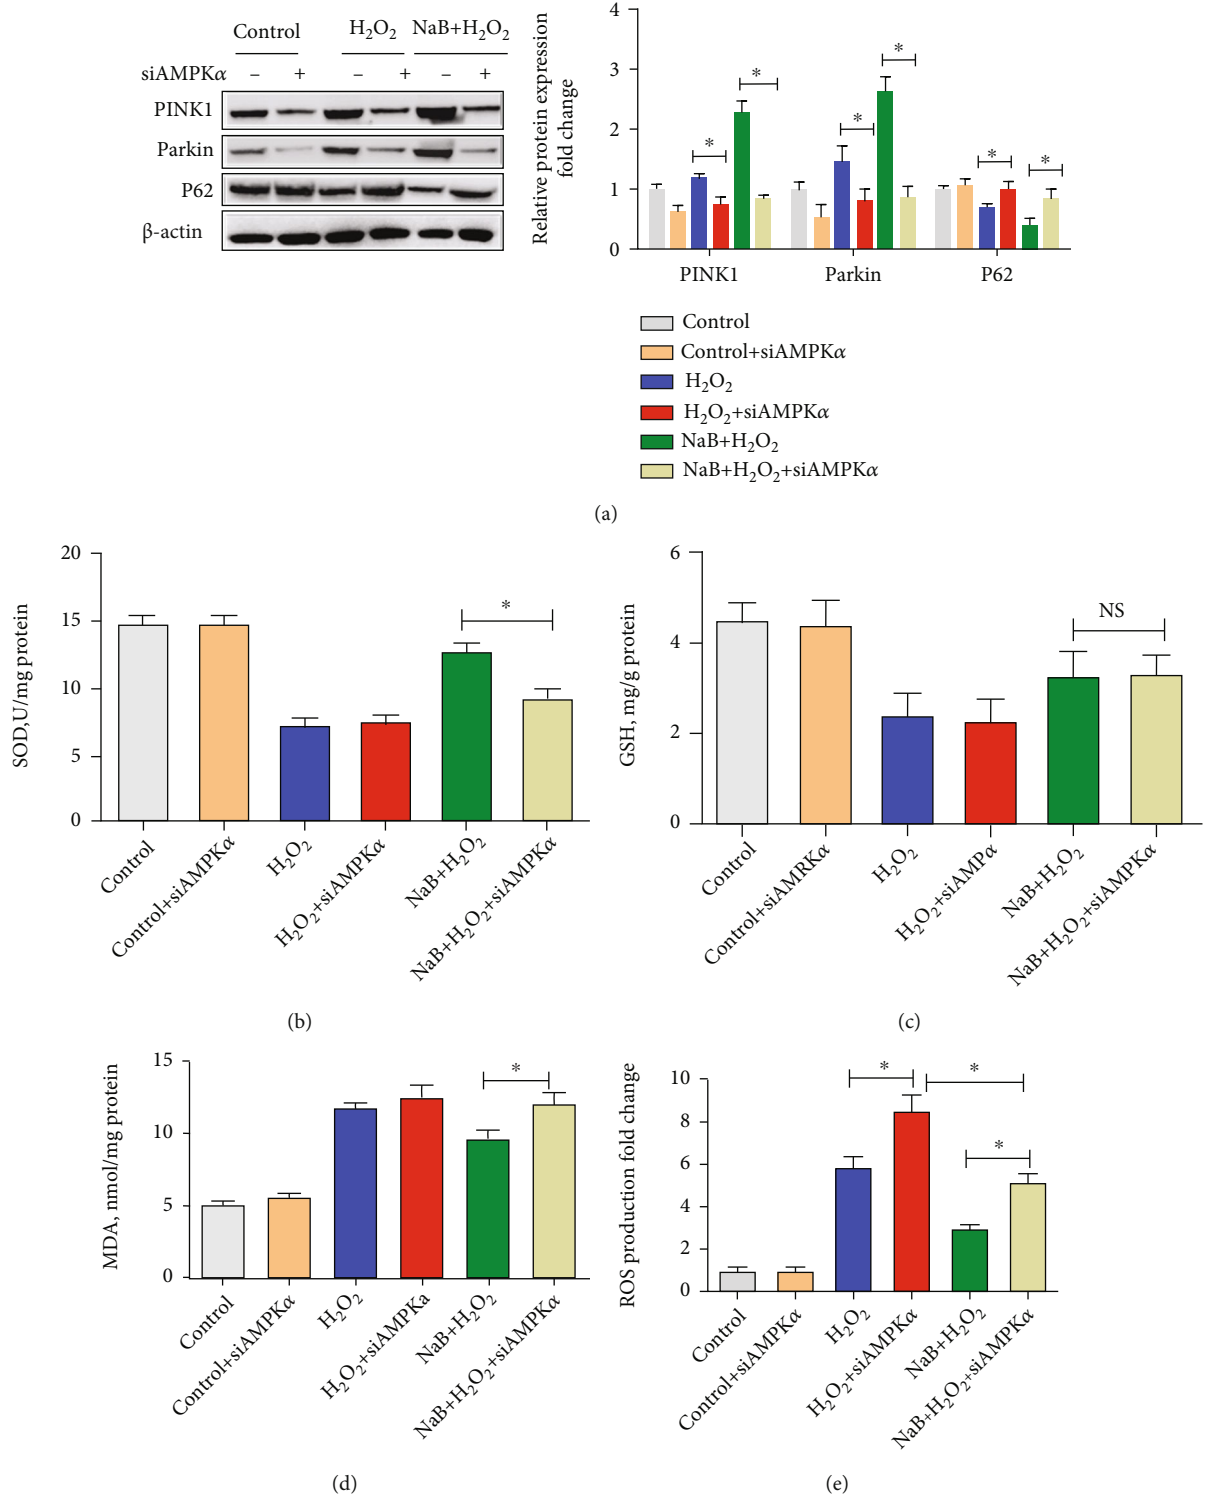 Control H₂O₂ NaB+H₂O₂
siAMPKα – + – + – +
PINK1
Parkin
P62
β-actin
Relative protein expression
fold change
4
3
2
1
0
* * * * * *
PINK1 Parkin P62
Control
Control+siAMPKα
H₂O₂
H₂O₂+siAMPKα
NaB+H₂O₂
NaB+H₂O₂+siAMPKα
(a)
SOD,U/mg protein
20
15
10
5
0
*
Control
Control+siAMPKα
H₂O₂
H₂O₂+siAMPKα
NaB+H₂O₂
NaB+H₂O₂+siAMPKα
(b)
GSH, mg/g protein
6
4
2
0
NS
Control
Control+siAMRKα
H₂O₂
H₂O₂+siAMPα
NaB+H₂O₂
NaB+H₂O₂+siAMPKα
(c)
MDA, nmol/mg protein
15
10
5
0
*
Control
Control+siAMPKα
H₂O₂
H₂O₂+siAMPKa
NaB+H₂O₂
NaB+H₂O₂+siAMPKα
(d)
ROS production fold change
10
8
6
4
2
0
* * *
Control
Control+siAMPKα
H₂O₂
H₂O₂+siAMPKα
NaB+H₂O₂
NaB+H₂O₂+siAMPKα
(e)